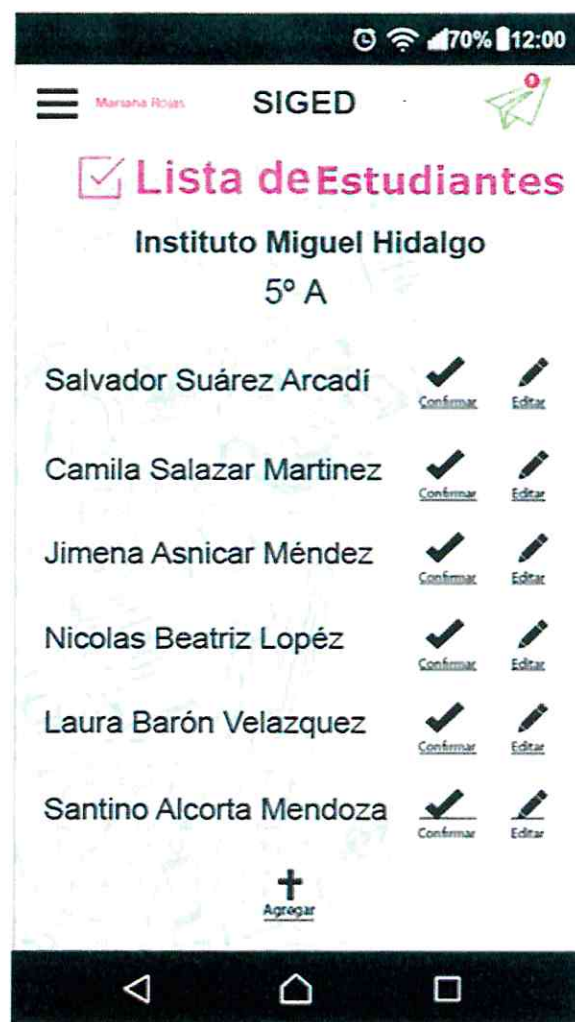 70% 12:00
Mariana Rojas SIGED
Lista de Estudiantes
Instituto Miguel Hidalgo
5º A
Salvador Suárez Arcadí Confirmar Editar
Camila Salazar Martinez Confirmar Editar
Jimena Asnicar Méndez Confirmar Editar
Nicolas Beatriz Lopéz Confirmar Editar
Laura Barón Velazquez Confirmar Editar
Santino Alcorta Mendoza Confirmar Editar
Agregar